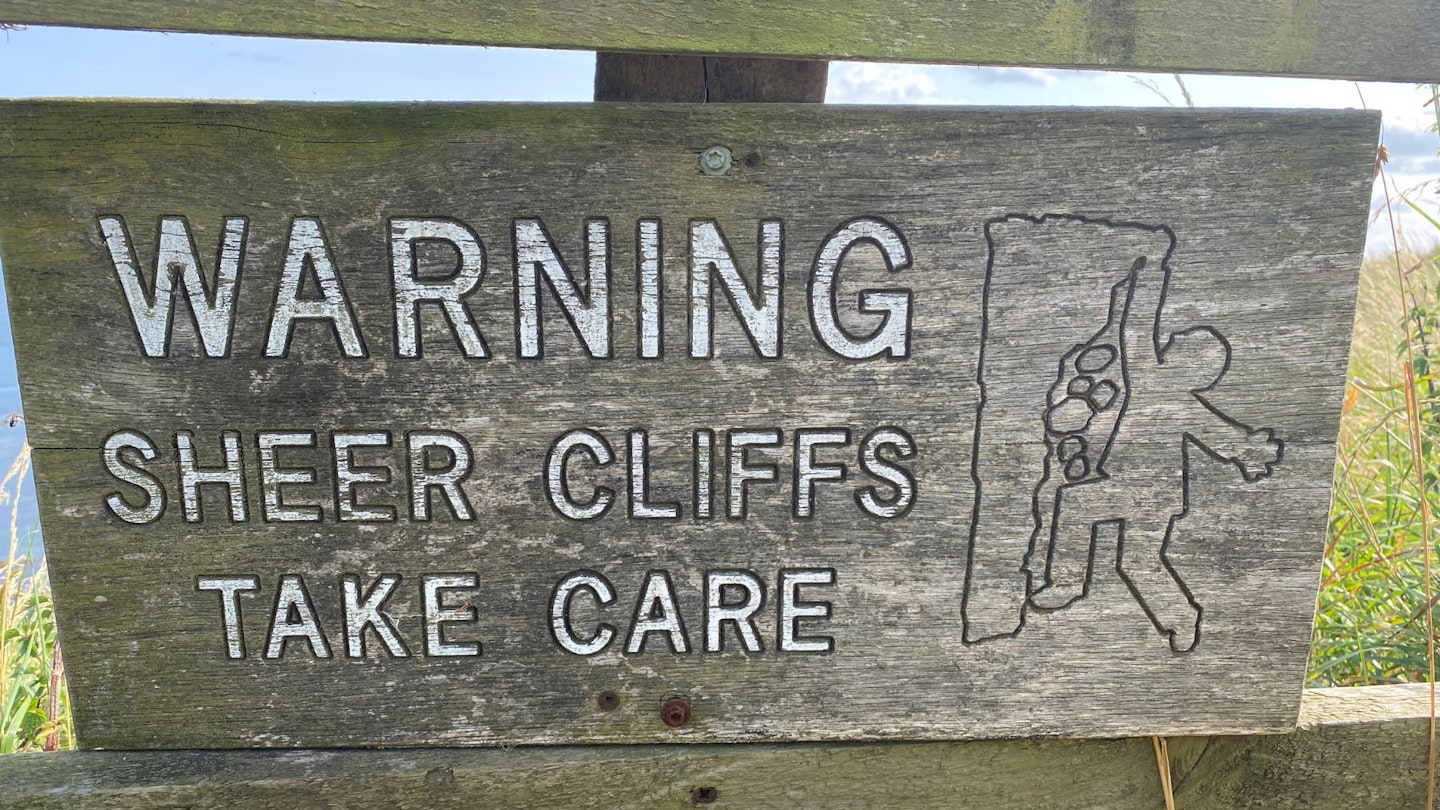 WARNING
SHEER CLIFFS
TAKE CARE